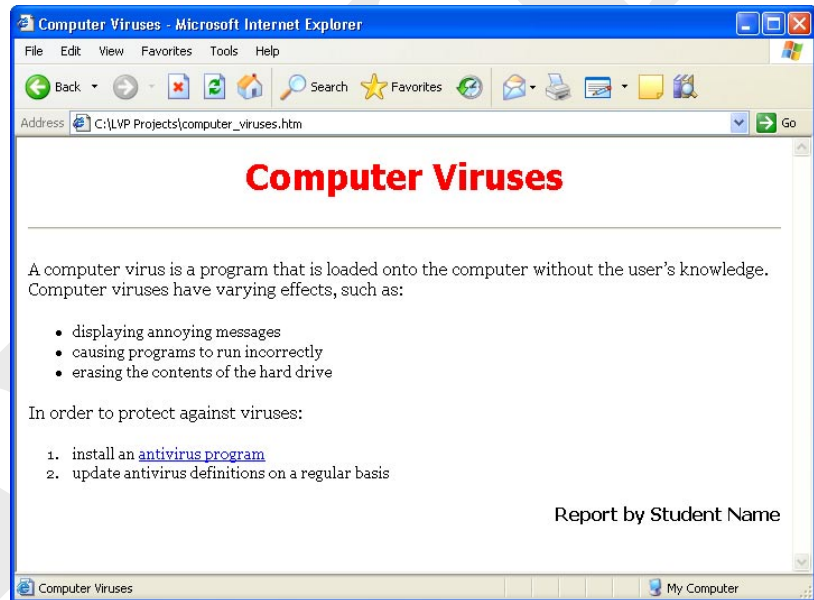 Computer Viruses - Microsoft Internet Explorer
File Edit View Favorites Tools Help
Back Search Favorites
Address C:\LVP Projects\computer_viruses.htm Go
Computer Viruses
A computer virus is a program that is loaded onto the computer without the user’s knowledge.
Computer viruses have varying effects, such as:
• displaying annoying messages
• causing programs to run incorrectly
• erasing the contents of the hard drive
In order to protect against viruses:
1. install an antivirus program
2. update antivirus definitions on a regular basis
Report by Student Name
Computer Viruses My Computer